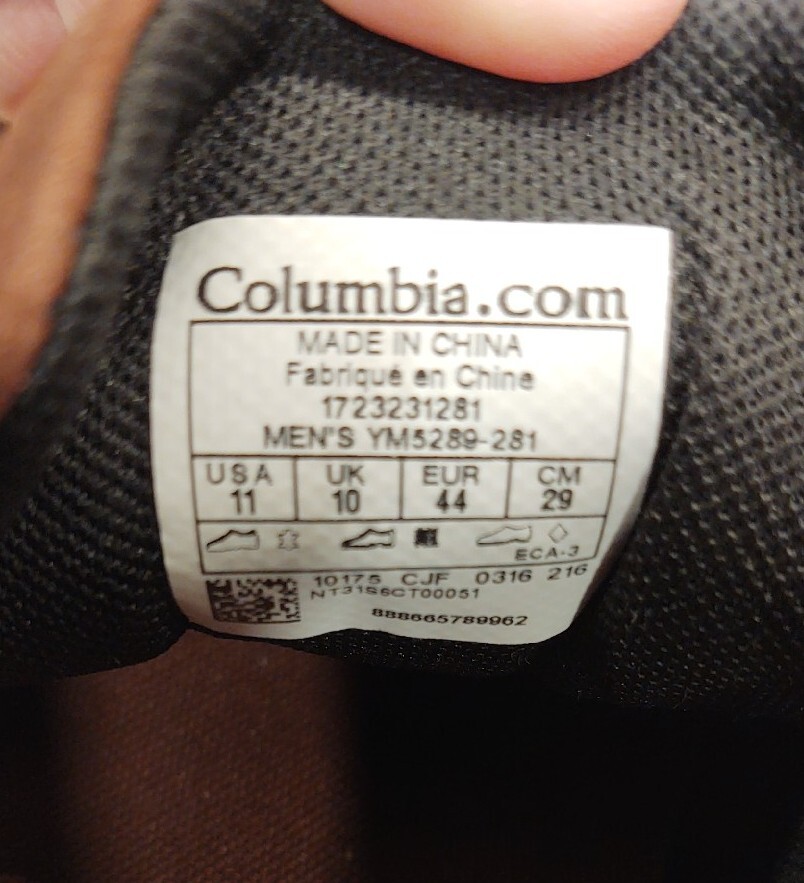 Columbia.com
MADE IN CHINA
Fabriqué en Chine
1723231281
MEN'S YM5289-281
USA UK EUR CM
11 10 44 29
ECA-3
10175 CJF 0316 216
NT31S6CT00051
888665789962